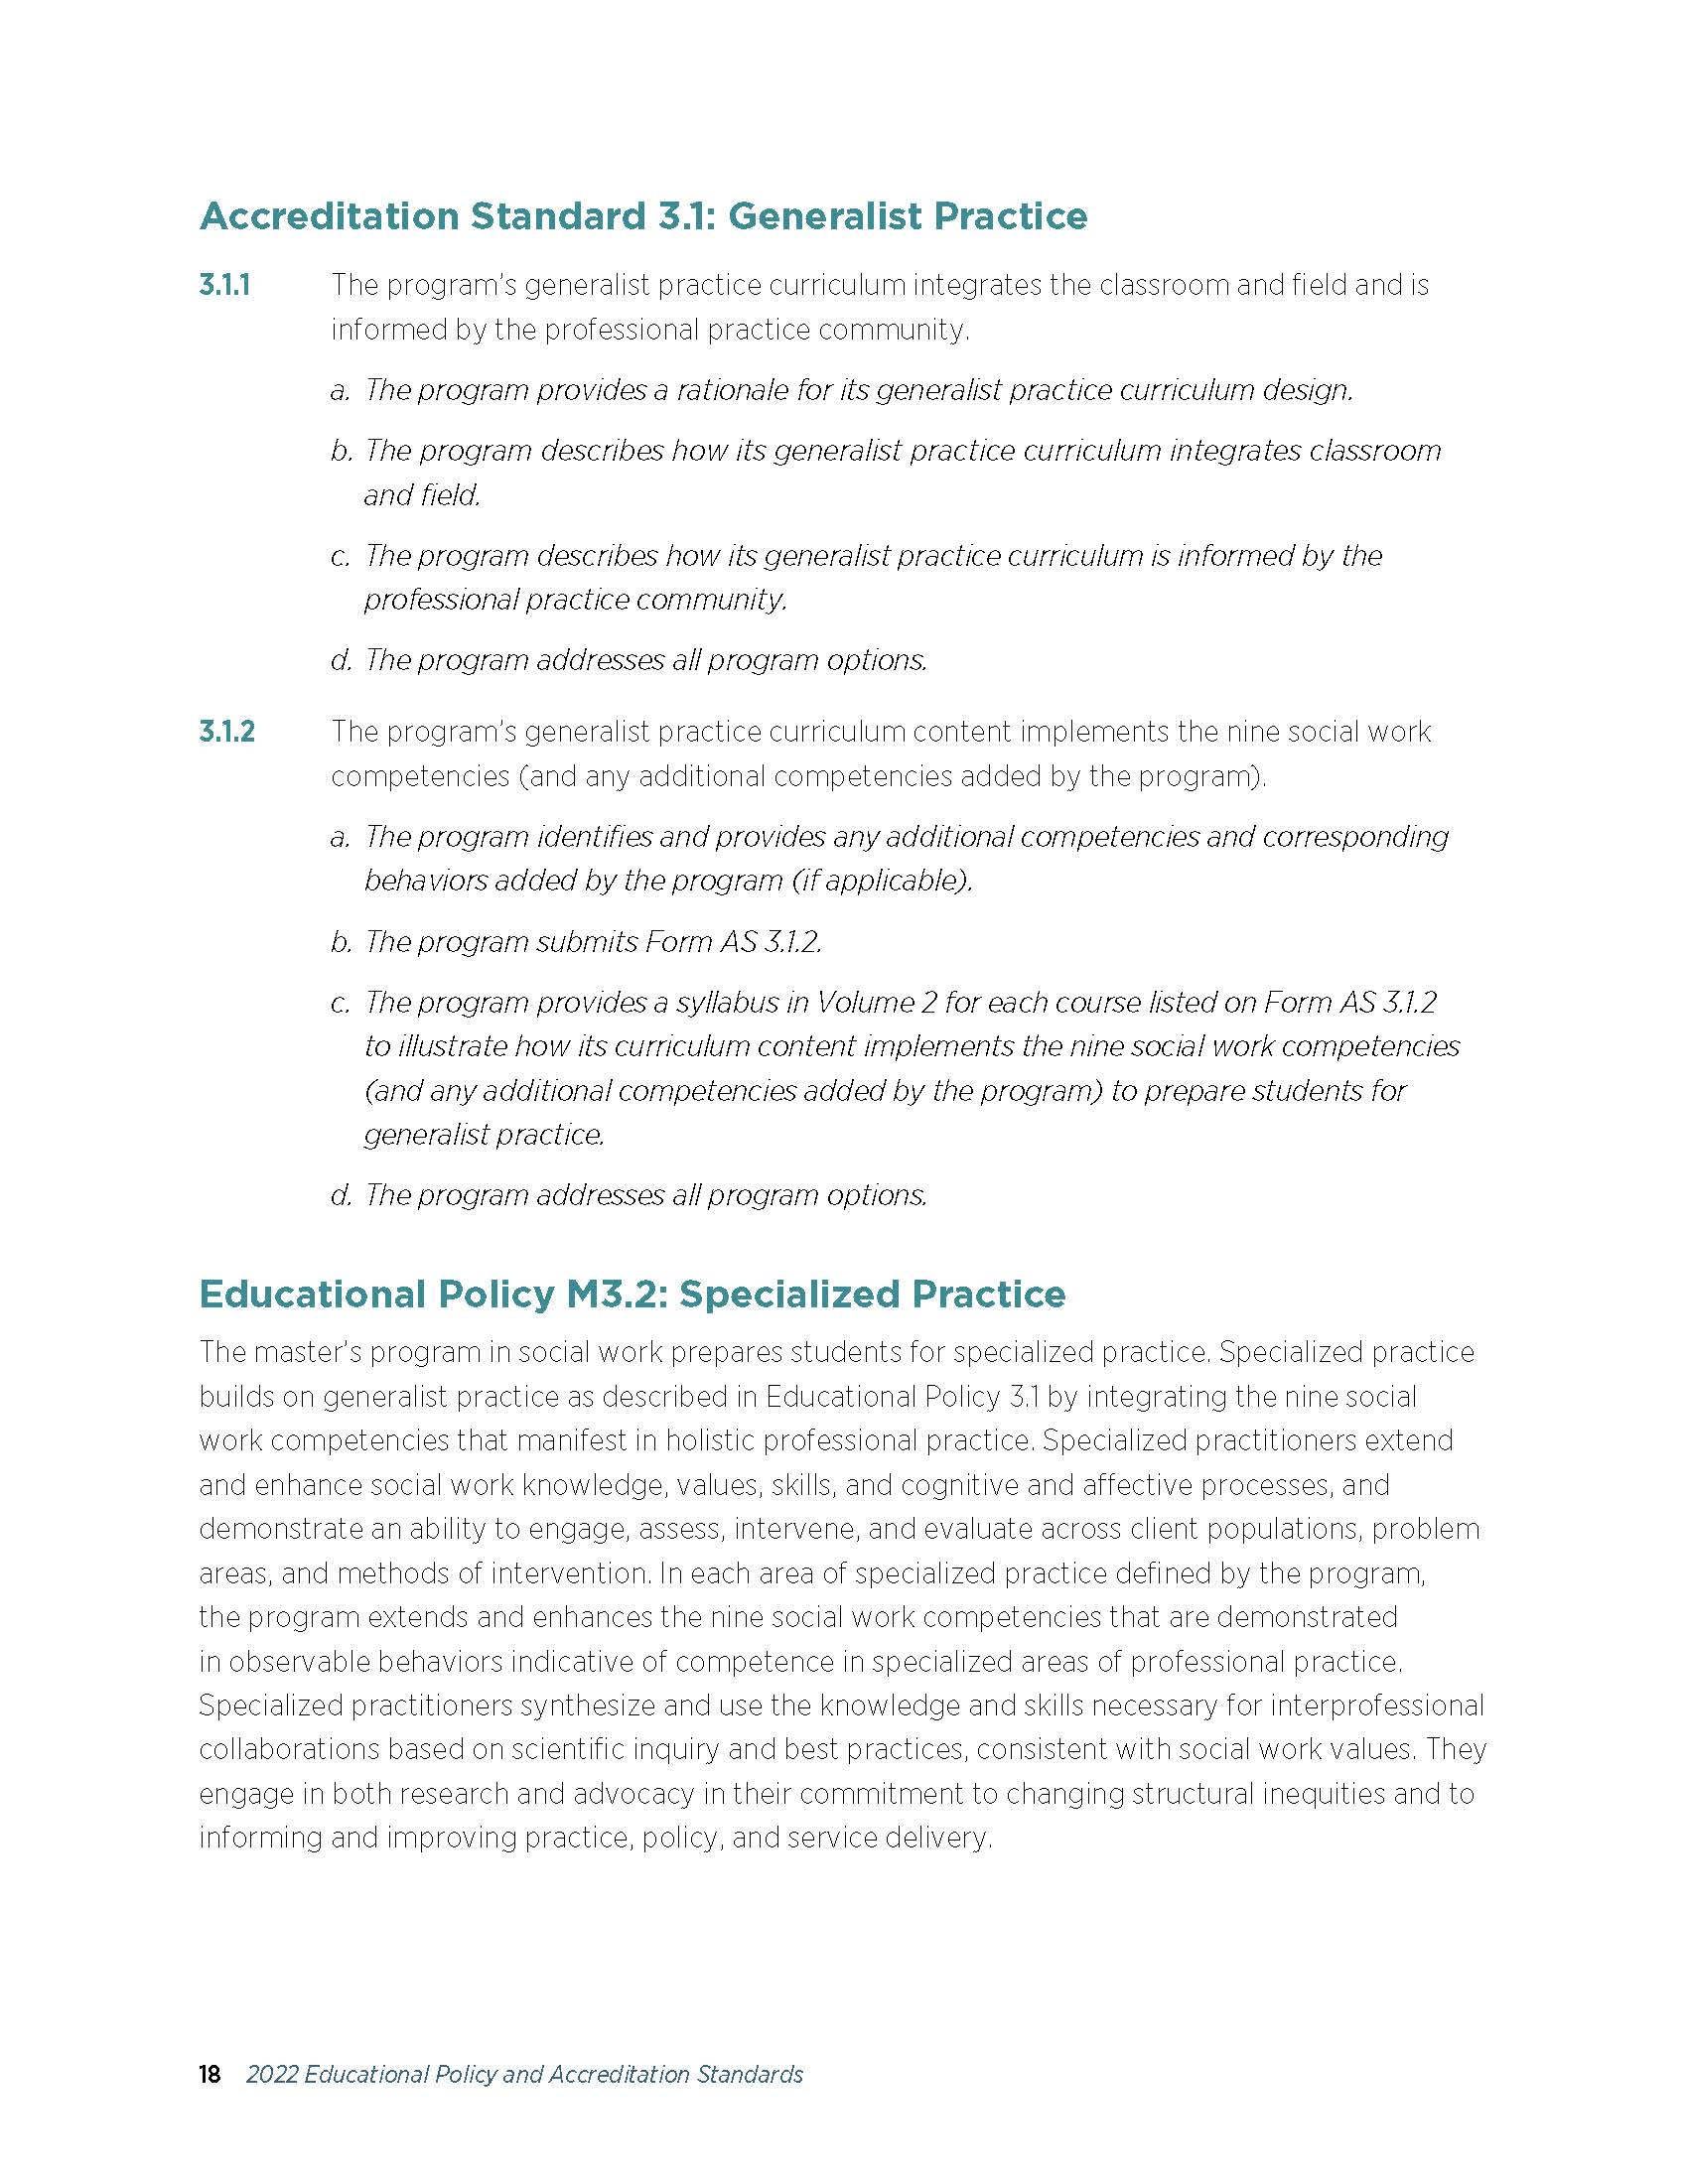 Accreditation Standard 3.1: Generalist Practice
3.1.1 The program's generalist practice curriculum integrates the classroom and field and is
informed by the professional practice community.
a. The program provides a rationale for its generalist practice curriculum design.
b. The program describes how its generalist practice curriculum integrates classroom
and field.
c. The program describes how its generalist practice curriculum is informed by the
professional practice community.
d. The program addresses all program options.
3.1.2 The program's generalist practice curriculum content implements the nine social work
competencies (and any additional competencies added by the program).
a. The program identifies and provides any additional competencies and corresponding
behaviors added by the program (if applicable).
b. The program submits Form AS 3.1.2.
c. The program provides a syllabus in Volume 2 for each course listed on Form AS 3.1.2
to illustrate how its curriculum content implements the nine social work competencies
(and any additional competencies added by the program) to prepare students for
generalist practice.
d. The program addresses all program options.
Educational Policy M3.2: Specialized Practice
The master's program in social work prepares students for specialized practice. Specialized practice
builds on generalist practice as described in Educational Policy 3.1 by integrating the nine social
work competencies that manifest in holistic professional practice. Specialized practitioners extend
and enhance social work knowledge, values, skills, and cognitive and affective processes, and
demonstrate an ability to engage, assess, intervene, and evaluate across client populations, problem
areas, and methods of intervention. In each area of specialized practice defined by the program,
the program extends and enhances the nine social work competencies that are demonstrated
in observable behaviors indicative of competence in specialized areas of professional practice.
Specialized practitioners synthesize and use the knowledge and skills necessary for interprofessional
collaborations based on scientific inquiry and best practices, consistent with social work values. They
engage in both research and advocacy in their commitment to changing structural inequities and to
informing and improving practice, policy, and service delivery.
18 2022 Educational Policy and Accreditation Standards